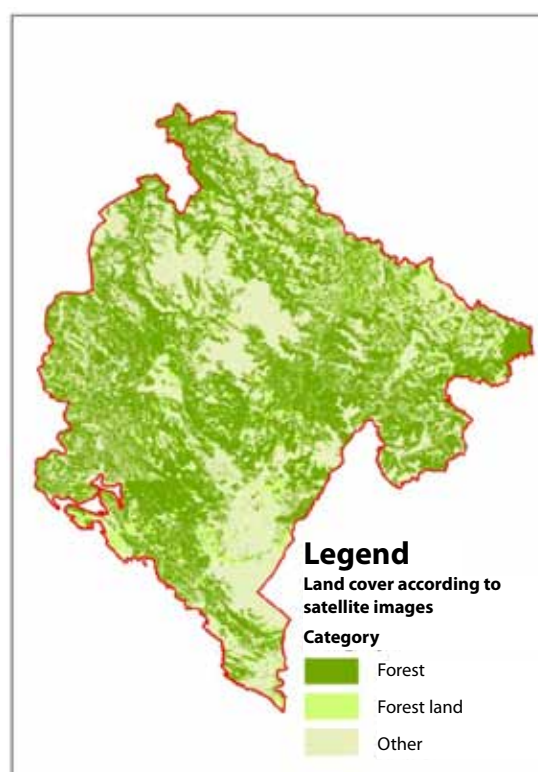 Legend
Land cover according to
satellite images
Category
Forest
Forest land
Other